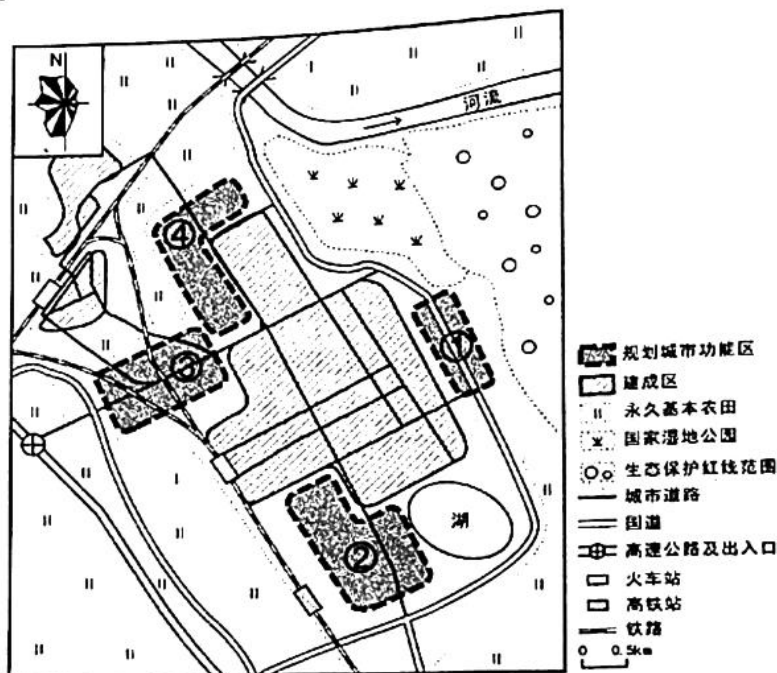 N
河流
④
①
③
②
湖
规划城市功能区
建成区
永久基本农田
国家湿地公园
生态保护红线范围
城市道路
国道
高速公路及出入口
火车站
高铁站
铁路
0 0.5km